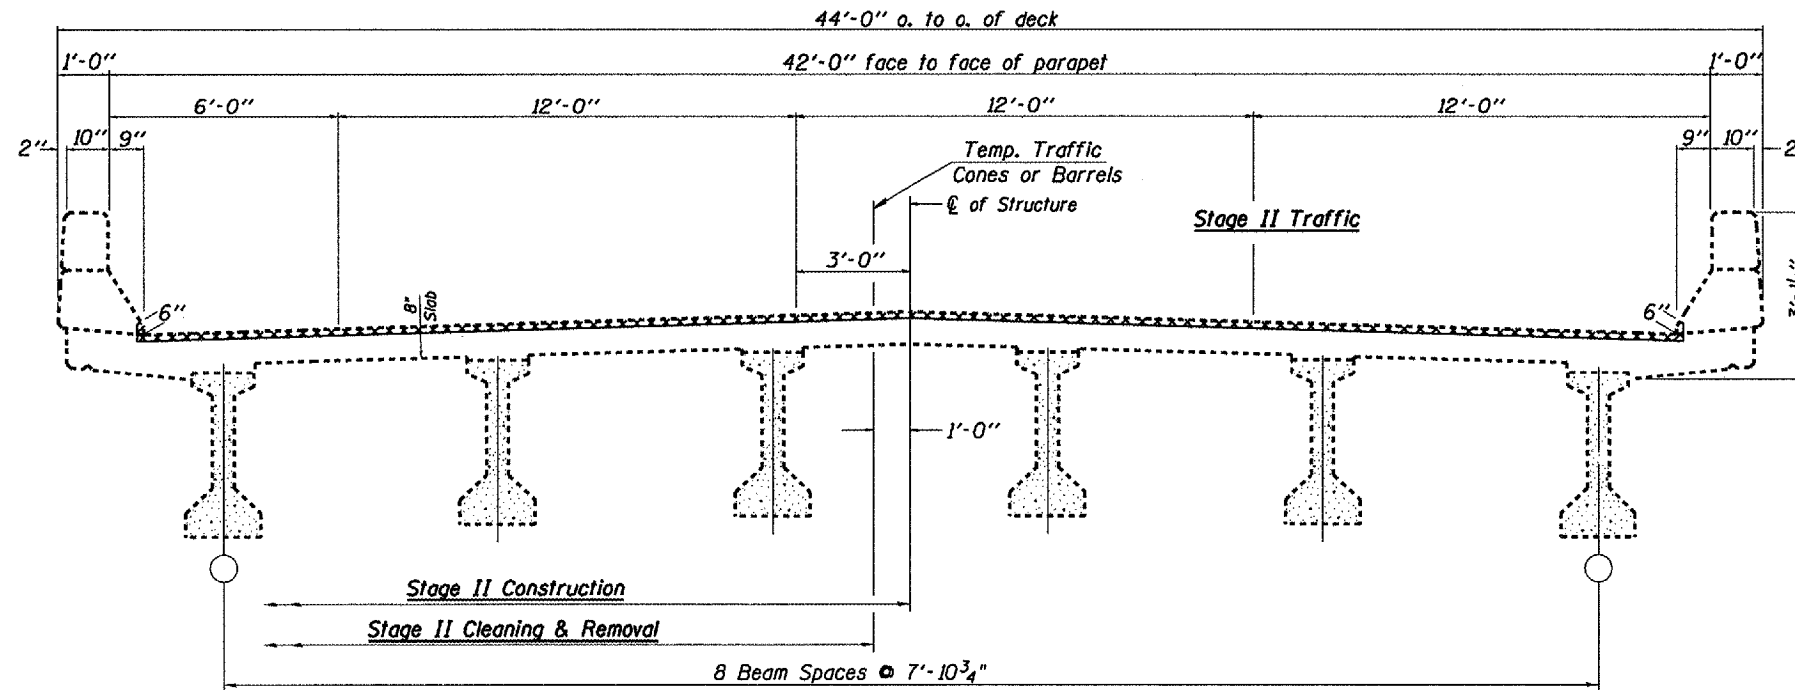 44'-0" o. to o. of deck
1'-0"
42'-0" face to face of parapet
1'-0"
6'-0"
12'-0"
12'-0"
12'-0"
2"
10"
9"
9"
10"
2
Temp. Traffic
Cones or Barrels
℄ of Structure
Stage II Traffic
3'-0"
8"
Slab
6"
6"
1'-0"
Stage II Construction
Stage II Cleaning & Removal
8 Beam Spaces @ 7'-10¾"